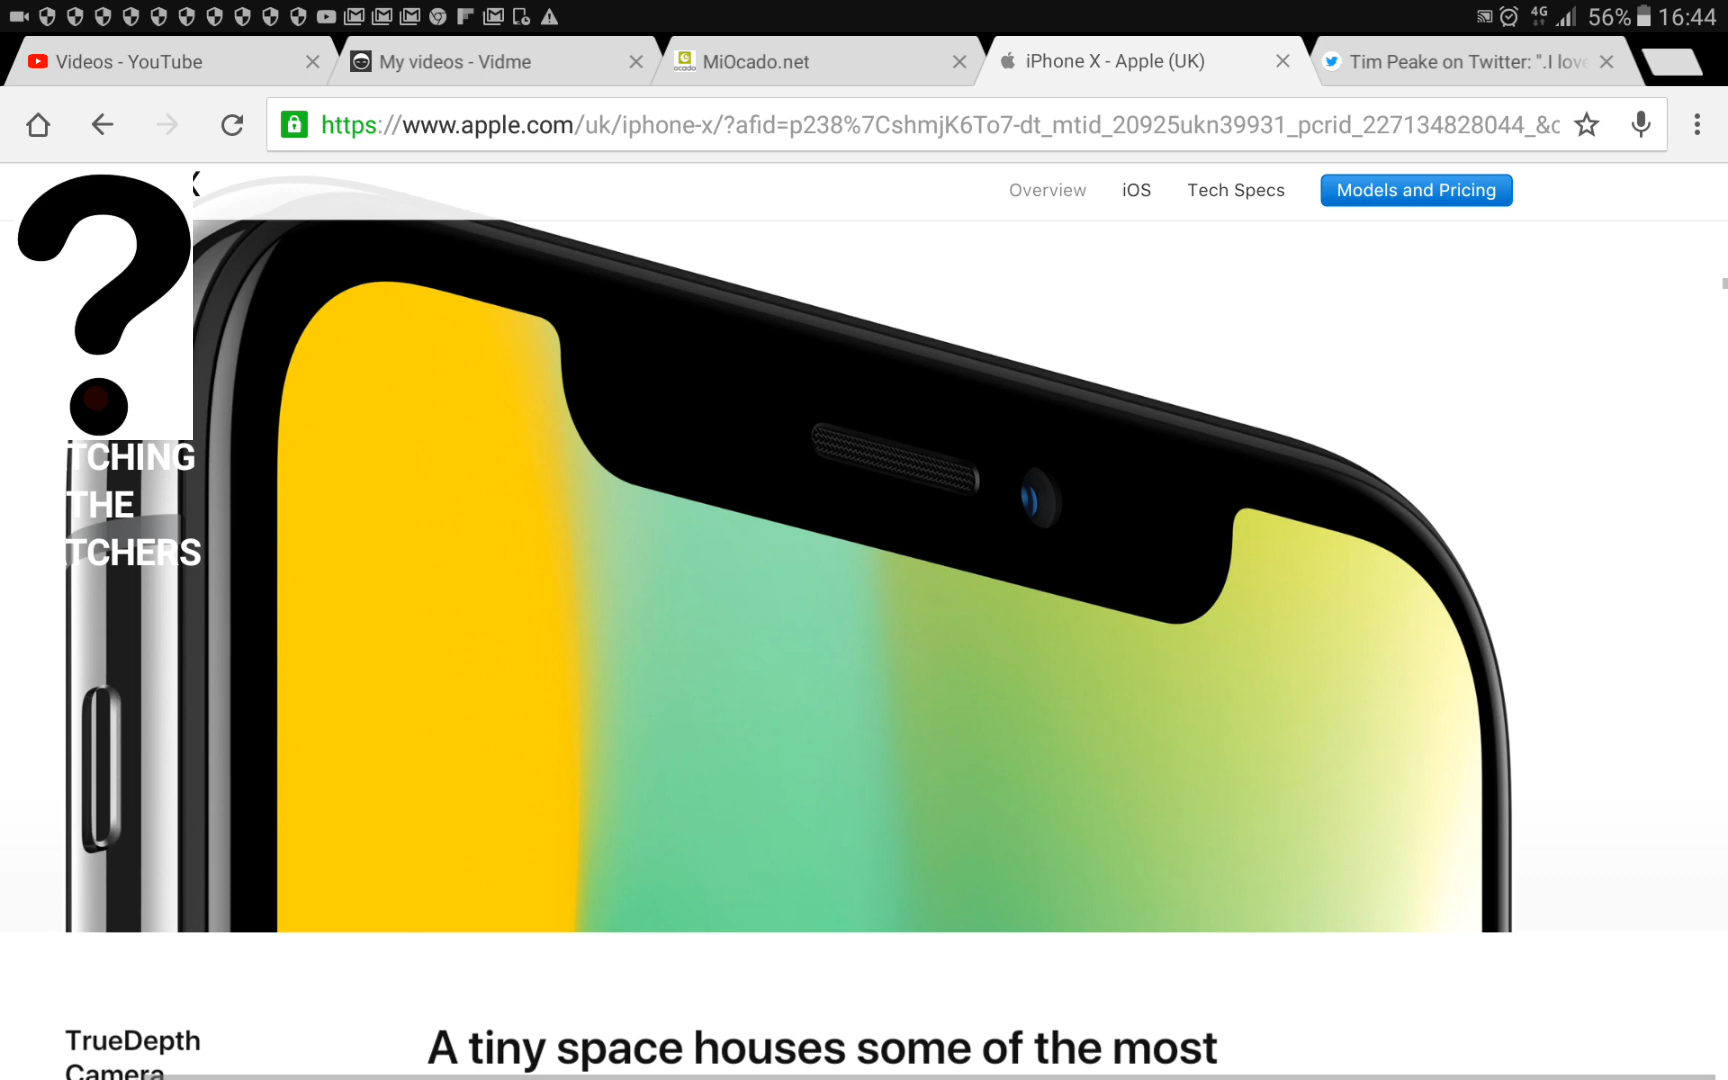 4G 56% 16:44
Videos - YouTube
My videos - Vidme
MiOcado.net
iPhone X - Apple (UK)
Tim Peake on Twitter: ".I love
https://www.apple.com/uk/iphone-x/?afid=p238%7CshmjK6To7-dt_mtid_20925ukn39931_pcrid_227134828044_&c
Overview iOS Tech Specs Models and Pricing
?
TCHING
THE
TCHERS
TrueDepth
Camera
A tiny space houses some of the most